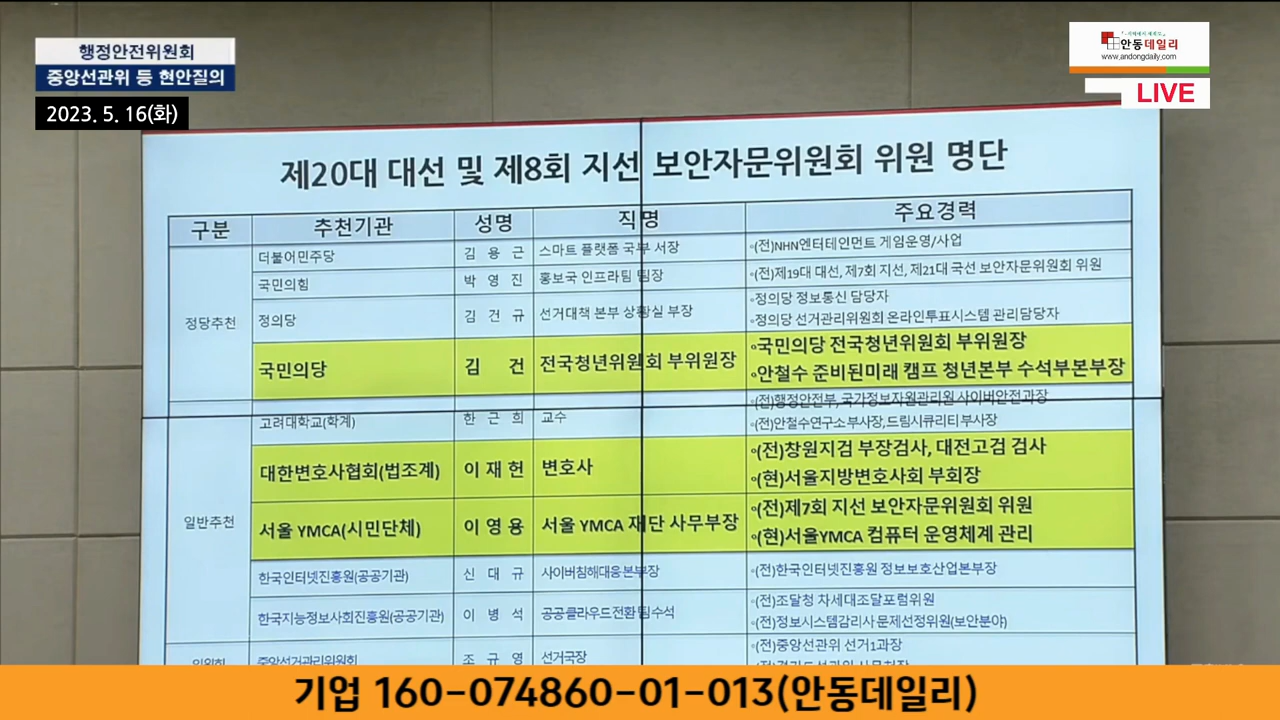 행정안전위원회
중앙선관위 등 현안질의
2023. 5. 16(화)
안동데일리
www.andongdaily.com
LIVE
제20대 대선 및 제8회 지선 보안자문위원회 위원 명단
구분 추천기관 성명 직명 주요경력
정당추천
더불어민주당 김용근 스마트 플랫폼 국부 서장 ◦(전)NHN엔터테인먼트 게임운영/사업
국민의힘 박영진 홍보국 인프라팀 팀장 ◦(전)제19대 대선, 제7회 지선, 제21대 국선 보안자문위원회 위원
정의당 김건규 선거대책 본부 상황실 부장 ◦정의당 정보통신 담당자
◦정의당 선거관리위원회 온라인투표시스템 관리담당자
국민의당 김 건 전국청년위원회 부위원장 ◦국민의당 전국청년위원회 부위원장
◦안철수 준비된미래 캠프 청년본부 수석부본부장
일반추천
고려대학교(학계) 한근희 교수 ◦(전)행정안전부, 국가정보자원관리원 사이버안전과장
◦(전)안철수연구소 부사장, 드림시큐리티 부사장
대한변호사협회(법조계) 이재헌 변호사 ◦(전)창원지검 부장검사, 대전고검 검사
◦(현)서울지방변호사회 부회장
서울 YMCA(시민단체) 이영용 서울 YMCA 재단 사무부장 ◦(전)제7회 지선 보안자문위원회 위원
◦(현)서울YMCA 컴퓨터 운영체계 관리
한국인터넷진흥원(공공기관) 신대규 사이버침해대응본부장 ◦(전)한국인터넷진흥원 정보보호산업본부장
한국지능정보사회진흥원(공공기관) 이병석 공공클라우드전환팀 수석 ◦(전)조달청 차세대조달포럼위원
◦(전)정보시스템감리사 문제선정위원(보안분야)
중앙선거관리위원회 조규영 선거국장 ◦(전)중앙선관위 선거1과장
기업 160-074860-01-013(안동데일리)